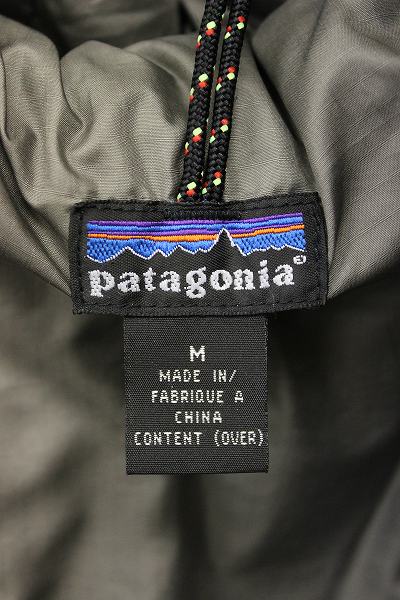 patagonia®
M
MADE IN/
FABRIQUE A
CHINA
CONTENT (OVER)